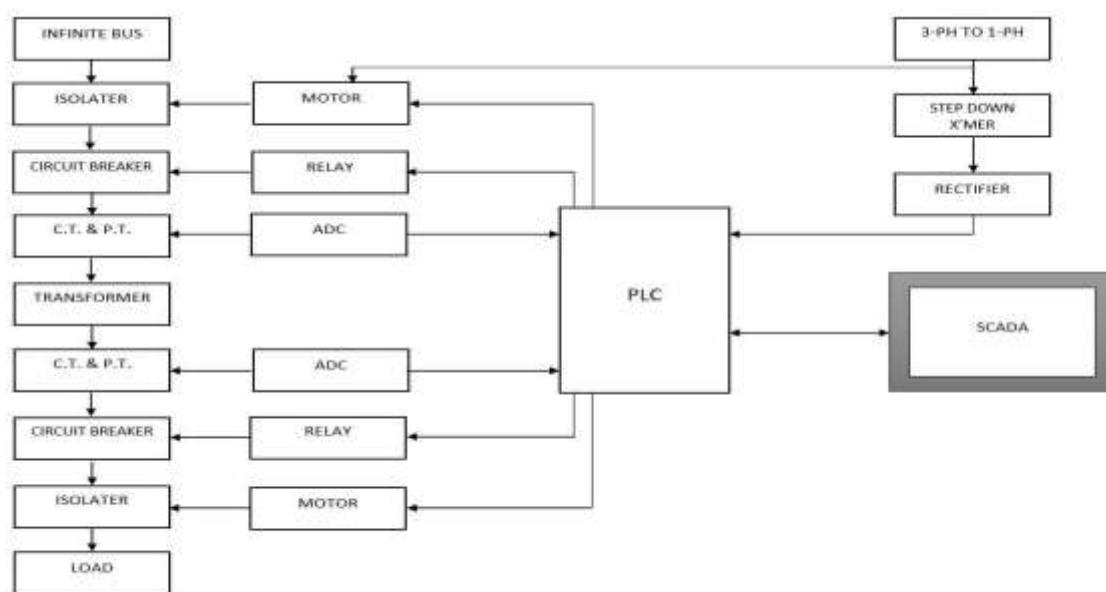 INFINITE BUS
3-PH TO 1-PH
ISOLATER
MOTOR
STEP DOWN
X'MER
CIRCUIT BREAKER
RELAY
RECTIFIER
C.T. & P.T.
ADC
TRANSFORMER
PLC
SCADA
C.T. & P.T.
ADC
CIRCUIT BREAKER
RELAY
ISOLATER
MOTOR
LOAD